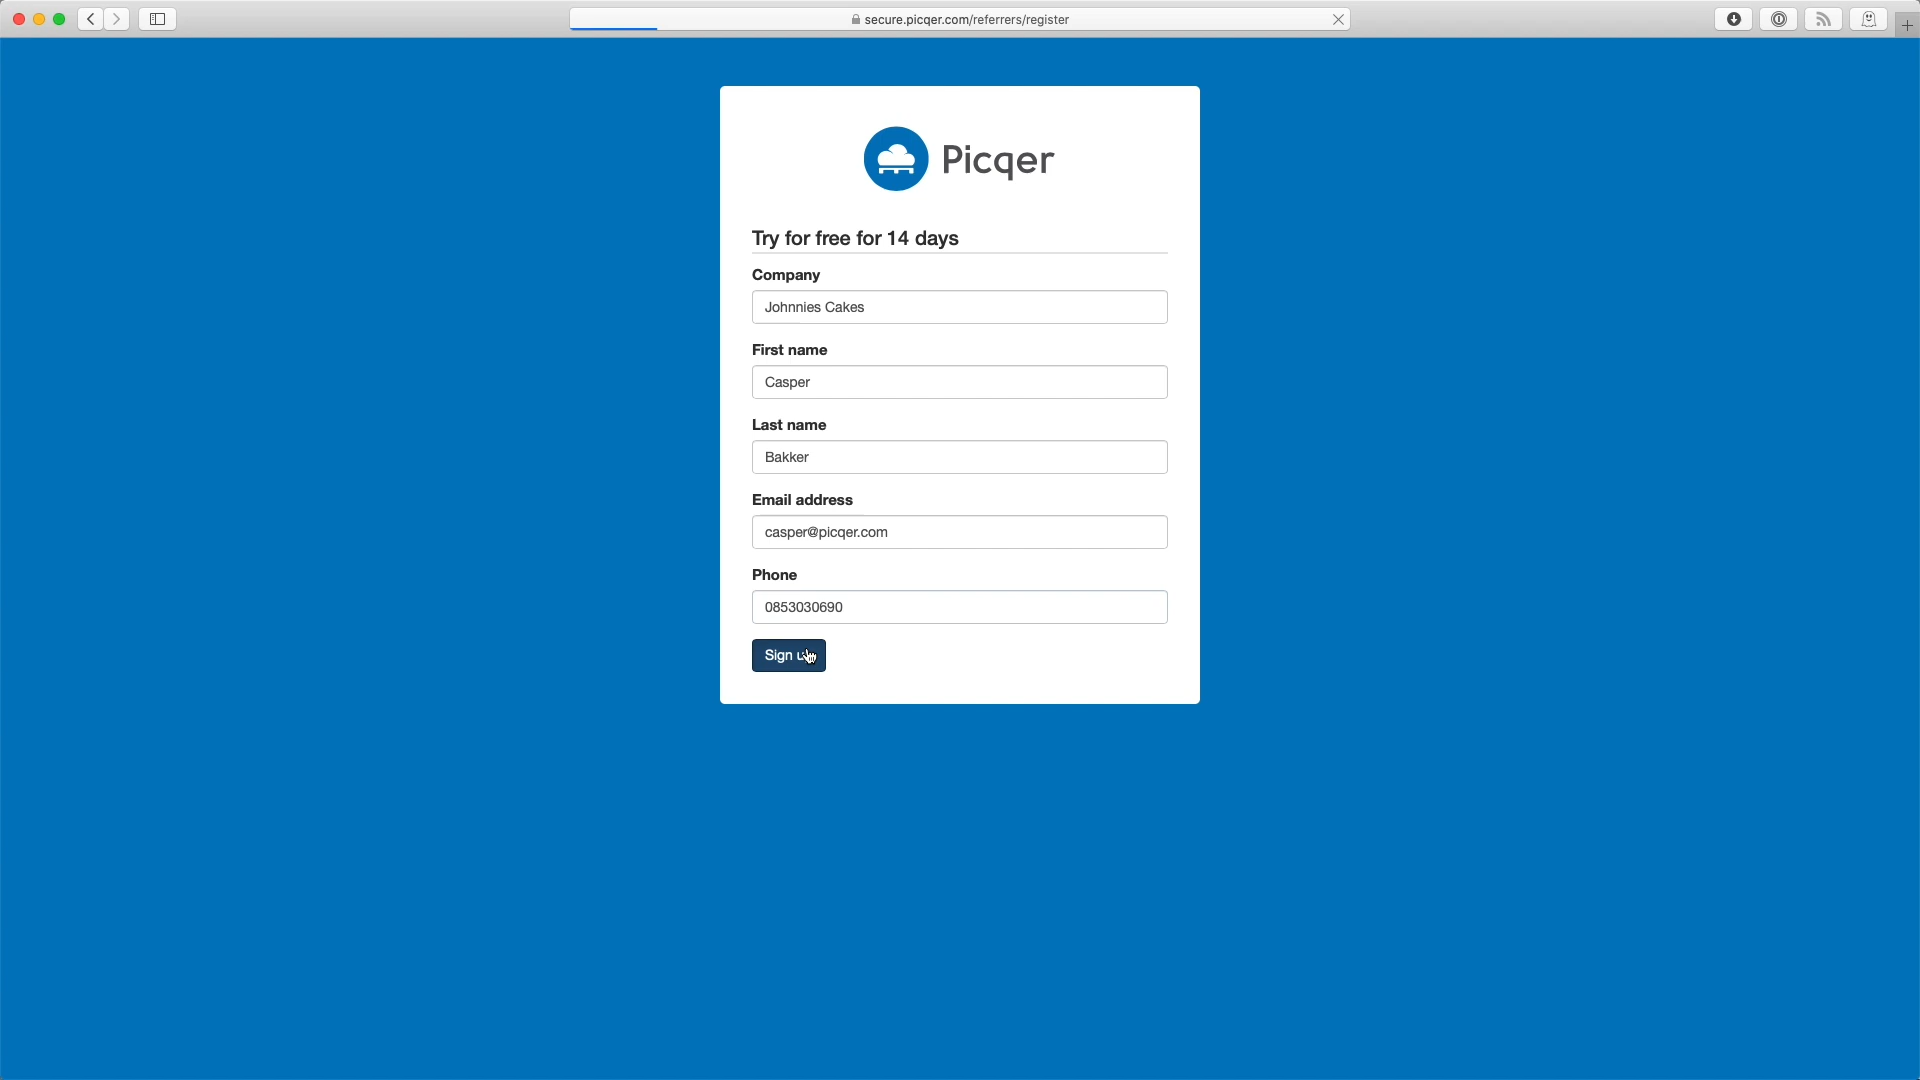 secure.picqer.com/referrers/register
Picqer
Try for free for 14 days
Company
Johnnies Cakes
First name
Casper
Last name
Bakker
Email address
casper@picqer.com
Phone
0853030690
Sign